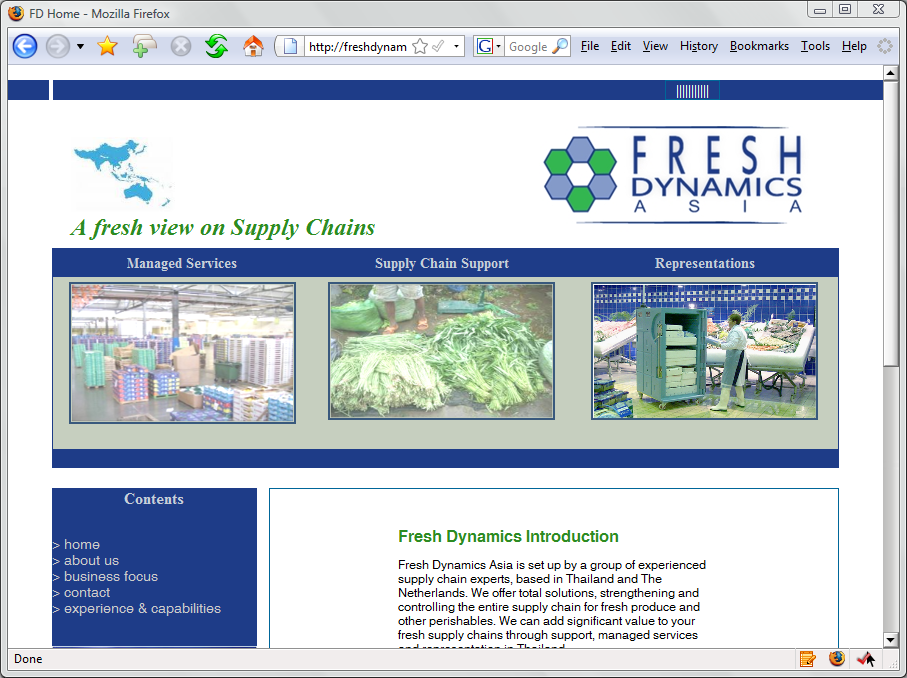 FD Home - Mozilla Firefox
http://freshdynam
G
Google
File Edit View History Bookmarks Tools Help
FRESH
DYNAMICS
ASIA
A fresh view on Supply Chains
Managed Services
Supply Chain Support
Representations
Contents
> home
> about us
> business focus
> contact
> experience & capabilities
Fresh Dynamics Introduction
Fresh Dynamics Asia is set up by a group of experienced
supply chain experts, based in Thailand and The
Netherlands. We offer total solutions, strengthening and
controlling the entire supply chain for fresh produce and
other perishables. We can add significant value to your
fresh supply chains through support, managed services
and representation in Thailand.
Done